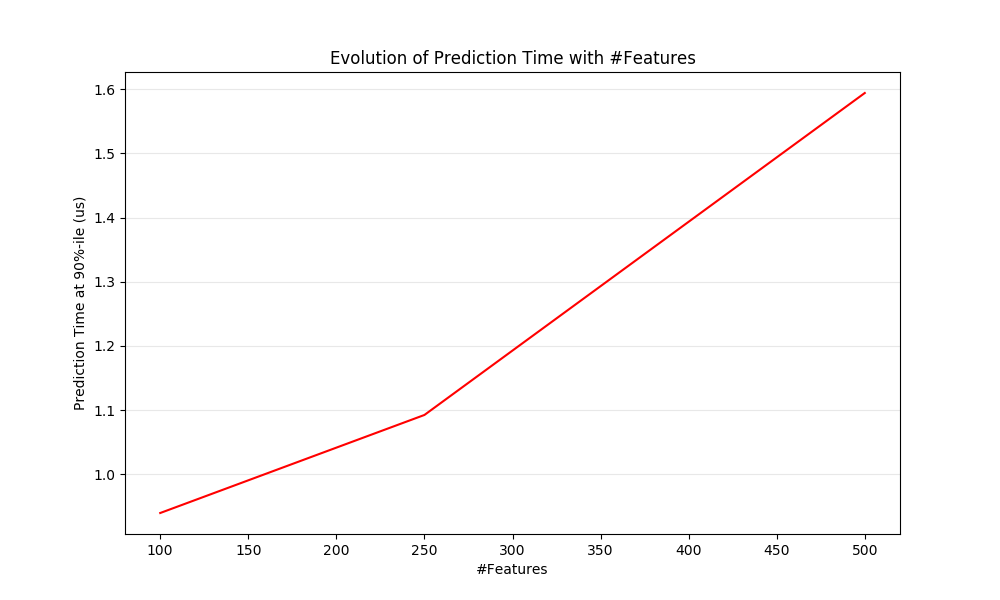 Evolution of Prediction Time with #Features
Prediction Time at 90%-ile (us)
1.6
1.5
1.4
1.3
1.2
1.1
1.0
100 150 200 250 300 350 400 450 500
#Features